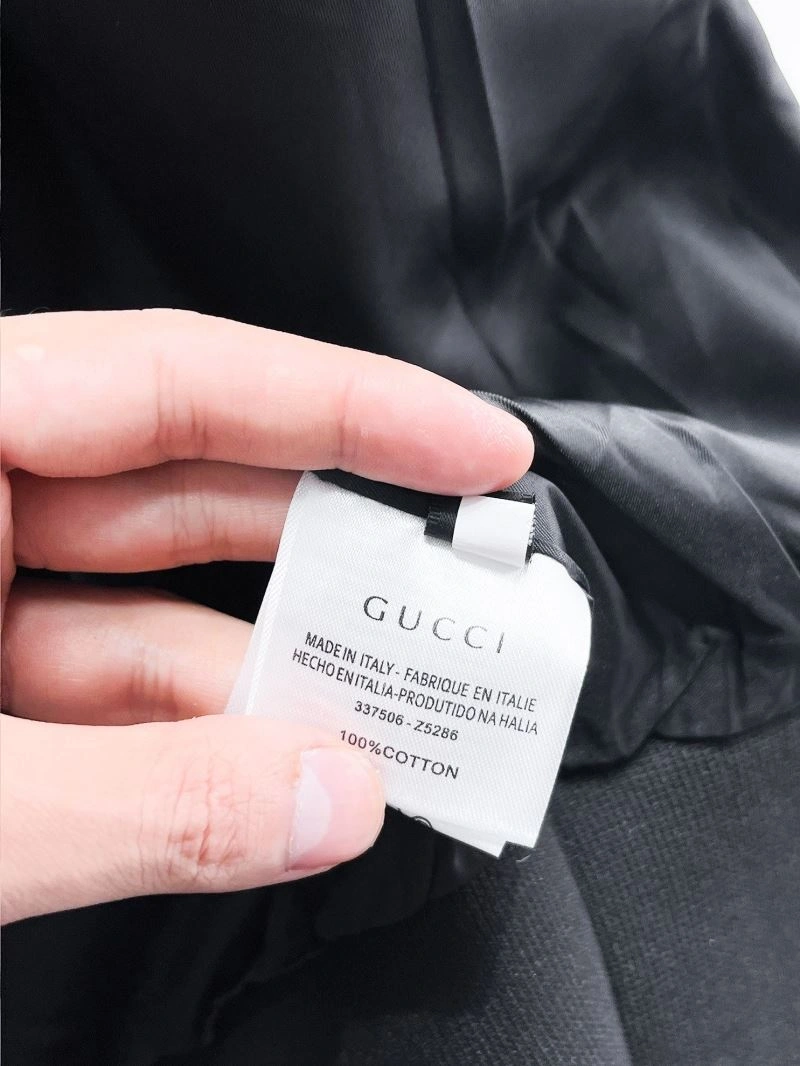 GUCCI
MADE IN ITALY - FABRIQUE EN ITALIE
HECHO EN ITALIA-PRODUTIDO NA HALIA
337506 - Z5286
100%COTTON